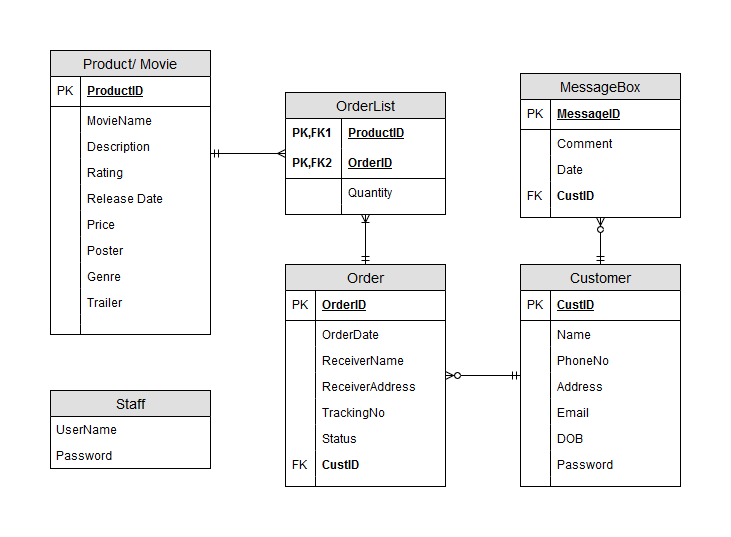 Product/ Movie
PK ProductID
MovieName
Description
Rating
Release Date
Price
Poster
Genre
Trailer
OrderList
PK,FK1 ProductID
PK,FK2 OrderID
Quantity
MessageBox
PK MessageID
Comment
Date
FK CustID
Order
PK OrderID
OrderDate
ReceiverName
ReceiverAddress
TrackingNo
Status
FK CustID
Customer
PK CustID
Name
PhoneNo
Address
Email
DOB
Password
Staff
UserName
Password